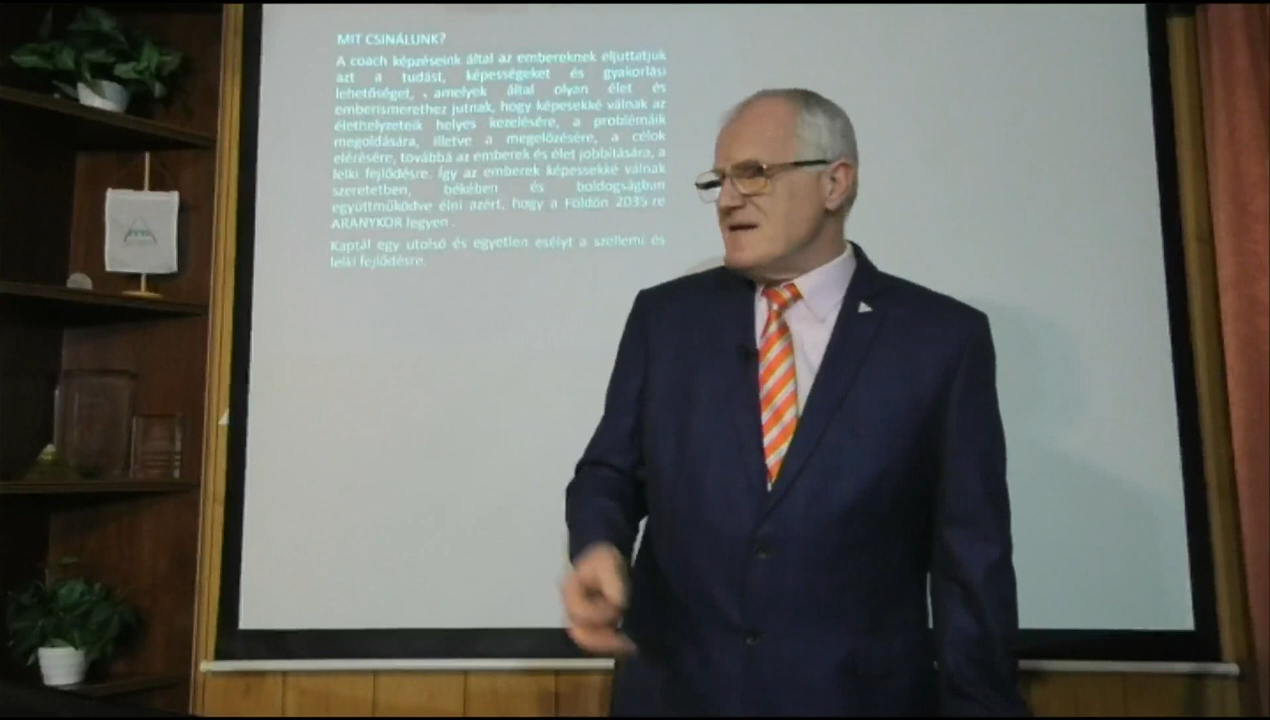 MIT CSINÁLUNK?
A coach képzéseink által az embereknek eljuttatjuk
azt a tudást, képességeket és gyakorlási
lehetőséget, amelyek által olyan élet és
emberismerethez jutnak, hogy képesekké válnak az
élethelyzeteik helyes kezelésére, a problémáik
megoldására, illetve a megelőzésére, a célok
elérésére, továbbá az emberek és élet jobbítására, a
lelki fejlődésre. Így az emberek képessekké válnak
szeretetben, békében és boldogságban
együttműködve élni azért, hogy a Földön 2035-re
ARANYKOR legyen .
Kaptál egy utolsó és egyetlen esélyt a szellemi és
lelki fejlődésre.